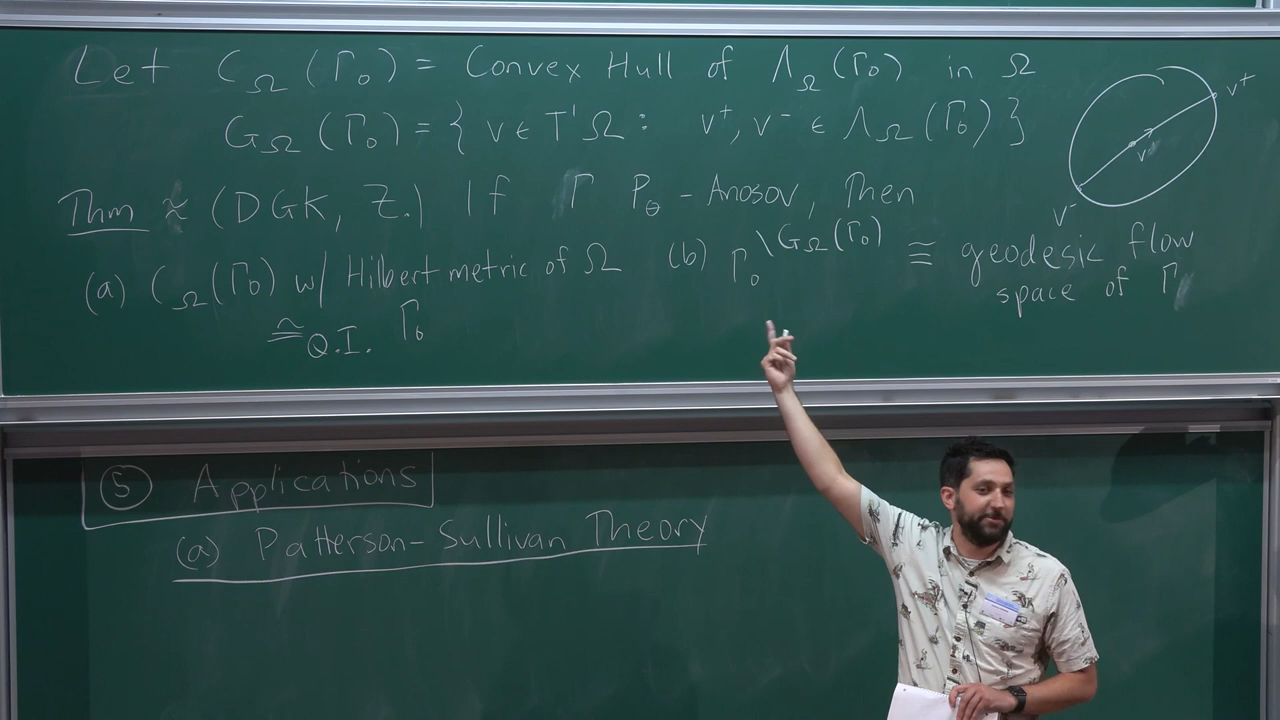 Let C_Ω(Γ₀) = Convex Hull of Λ_Ω(Γ₀) in Ω
G_Ω(Γ₀) = { v ∈ T¹Ω : v⁺, v⁻ ∈ Λ_Ω(Γ₀) }
v⁺
v
v⁻
Thm ≈ (DGK, Z.) If Γ P_θ - Anosov, Then
(a) C_Ω(Γ₀) w/ Hilbert metric of Ω
≅_Q.I. Γ₀
(b) Γ₀\G_Ω(Γ₀) ≅ geodesic flow
space of Γ
⑤ Applications
(a) Patterson-Sullivan Theory